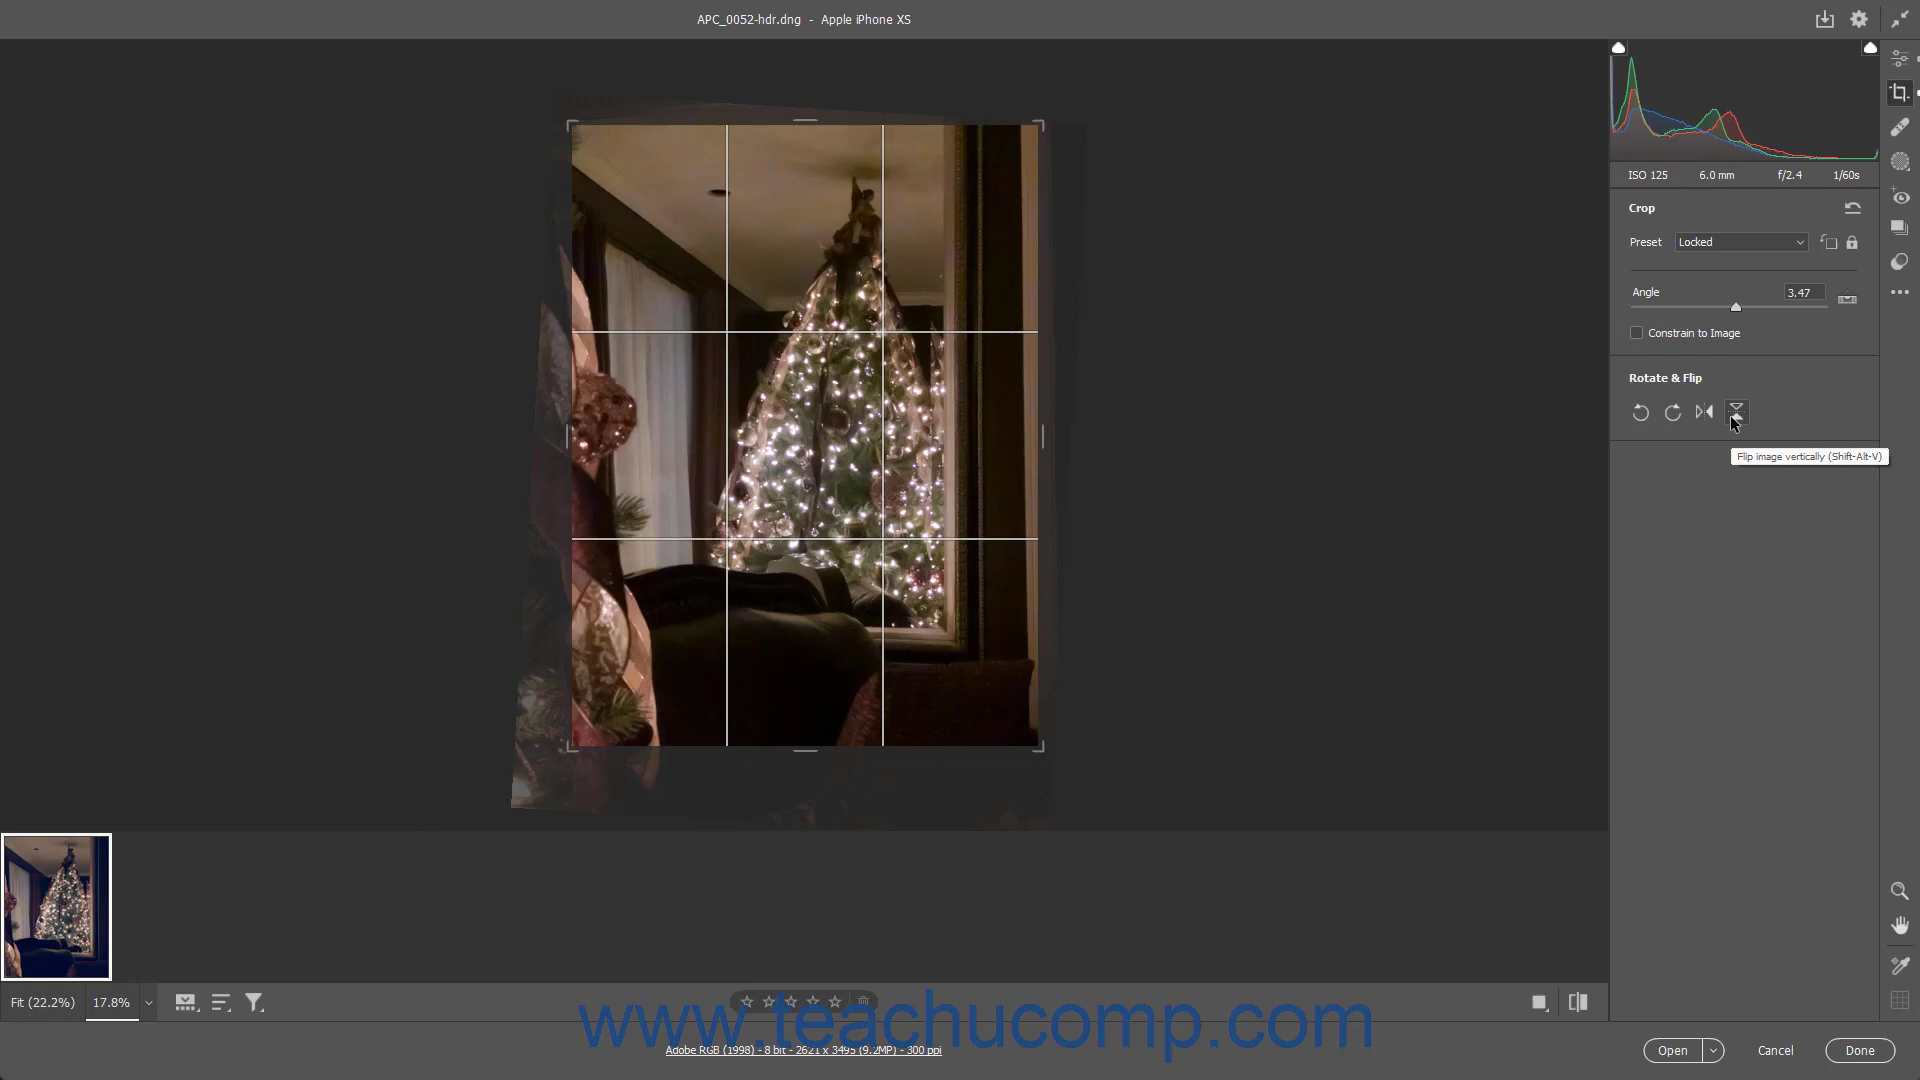 APC_0052-hdr.dng - Apple iPhone XS
ISO 125 6.0 mm f/2.4 1/60s
Crop
Preset Locked
Angle 3.47
Constrain to Image
Rotate & Flip
Flip image vertically (Shift-Alt-V)
Fit (22.2%) 17.8%
www.teachucomp.com
Adobe RGB (1998) - 8 bit - 2621 x 3495 (9.2MP) - 300 ppi
Open Cancel Done